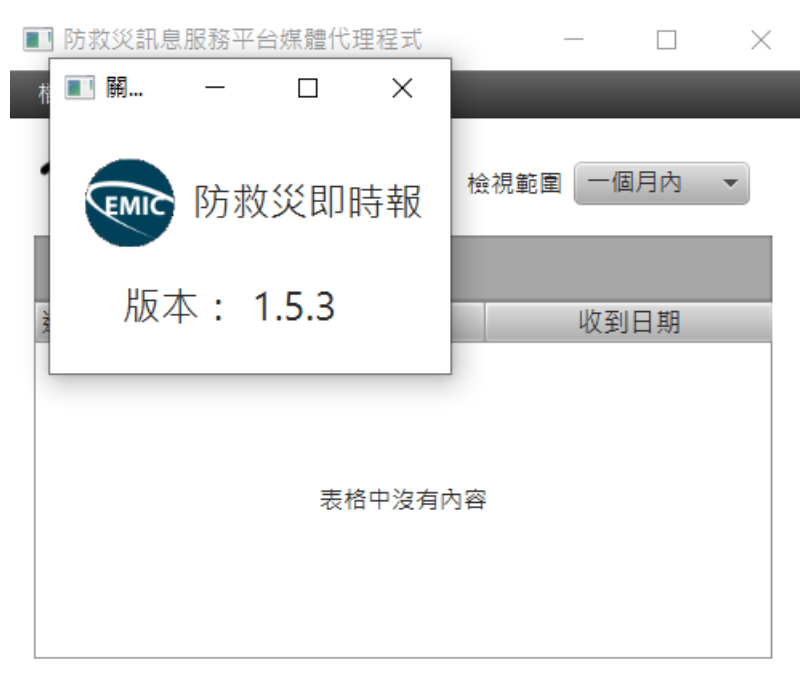 防救災訊息服務平台媒體代理程式
關...
EMIC 防救災即時報
檢視範圍 一個月內
版本： 1.5.3
收到日期
表格中沒有內容